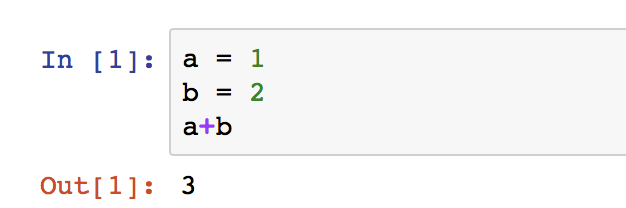 In [1]: a = 1
b = 2
a+b
Out[1]: 3